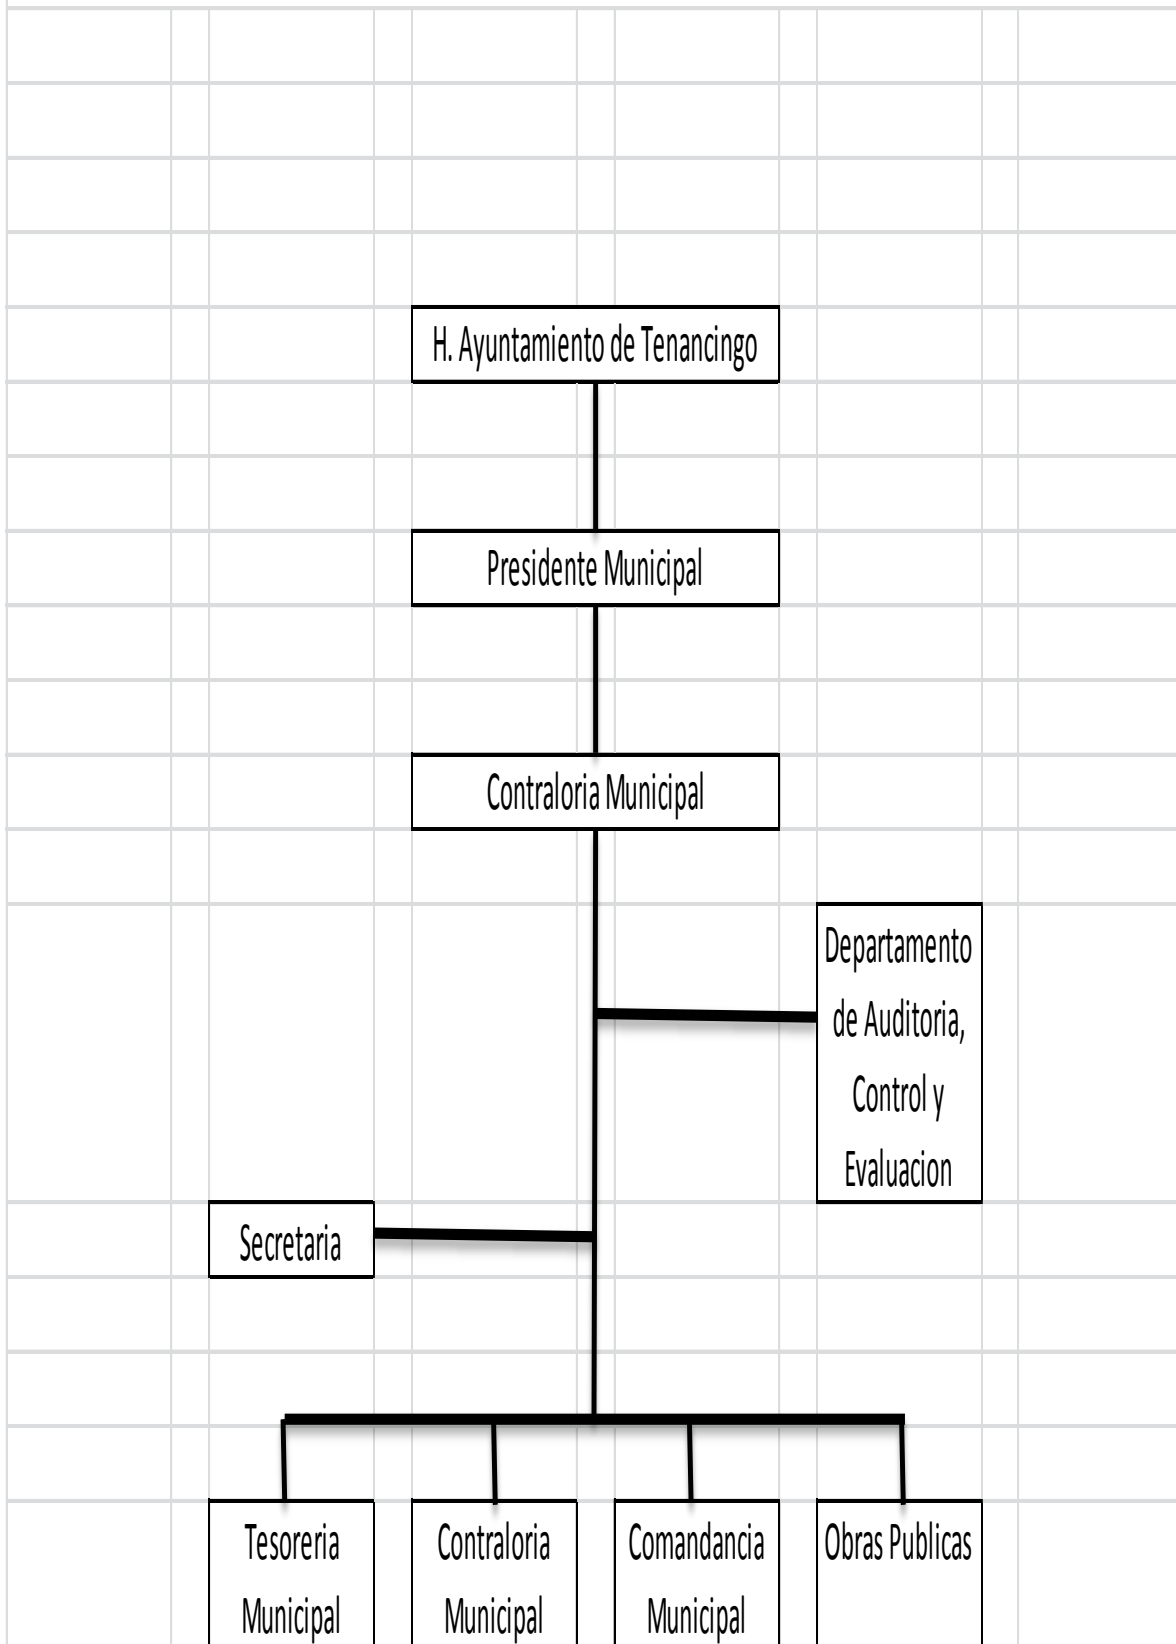 H. Ayuntamiento de Tenancingo
Presidente Municipal
Contraloria Municipal
Departamento
de Auditoria,
Control y
Evaluacion
Secretaria
Tesoreria
Municipal
Contraloria
Municipal
Comandancia
Municipal
Obras Publicas